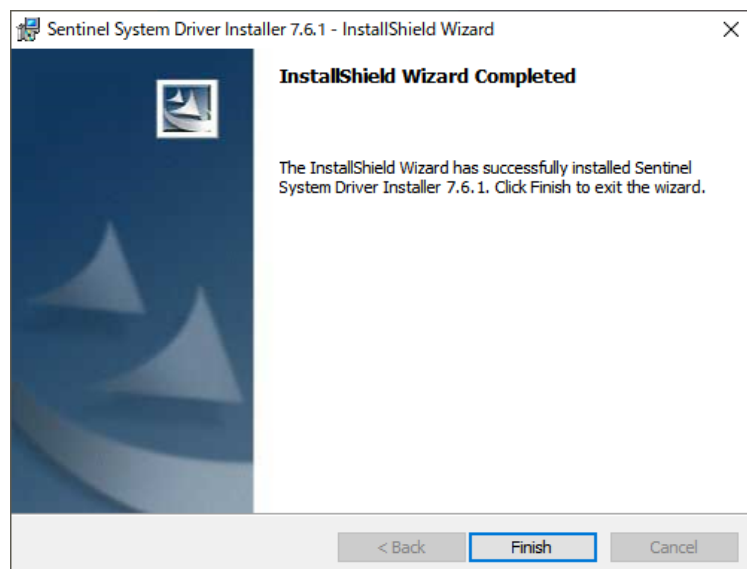 Sentinel System Driver Installer 7.6.1 - InstallShield Wizard
InstallShield Wizard Completed
The InstallShield Wizard has successfully installed Sentinel
System Driver Installer 7.6.1. Click Finish to exit the wizard.
< Back
Finish
Cancel